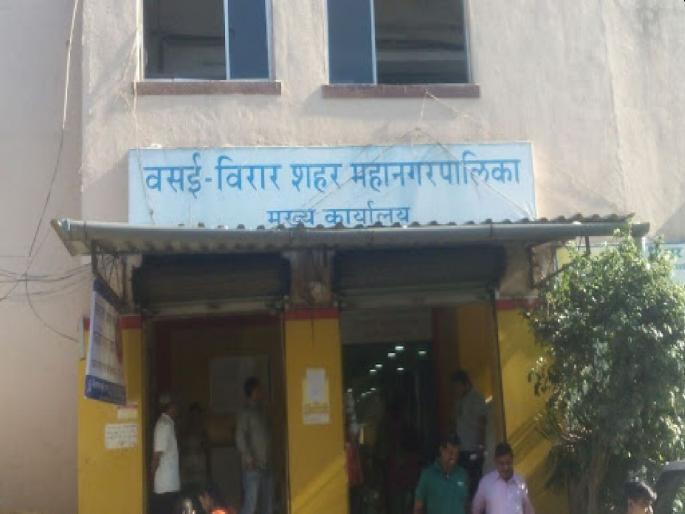 वसई-विरार शहर महानगरपालिका
मुख्य कार्यालय